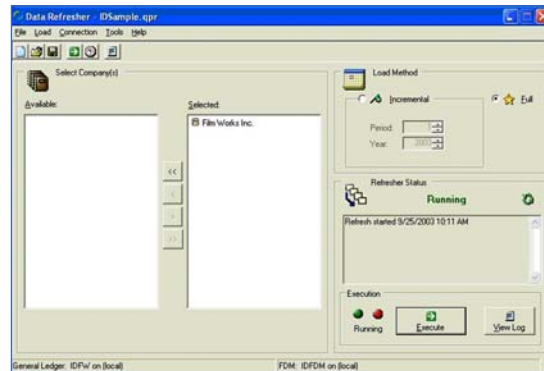 Data Refresher - IDSample.qpr
File Load Connection Tools Help
Select Company(s)
Available:
Selected:
Film Works Inc.
<<
<
>
>>
Load Method
Incremental
Full
Period:
Year:
Refresher Status
Running
Refresh started 9/25/2003 10:11 AM
Execution
Running
Execute
View Log
General Ledger: IDFW on (local)
FDM: IDFDM on (local)